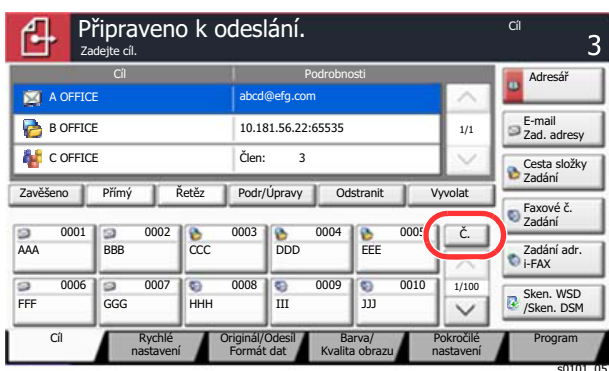 Připraveno k odeslání.
Zadejte cíl.
Cíl
3
Cíl Podrobnosti
A OFFICE abcd@efg.com
B OFFICE 10.181.56.22:65535
C OFFICE Člen: 3
1/1
Zavěšeno Přímý Řetěz Podr/Úpravy Odstranit Vyvolat
0001 0002 0003 0004 0005
AAA BBB CCC DDD EEE
0006 0007 0008 0009 0010
FFF GGG HHH III JJJ
Č.
1/100
Adresář
E-mail
Zad. adresy
Cesta složky
Zadání
Faxové č.
Zadání
Zadání adr.
i-FAX
Sken. WSD
/Sken. DSM
Cíl
Rychlé
nastavení
Originál/Odesíl
Formát dat
Barva/
Kvalita obrazu
Pokročilé
nastavení
Program
s0101_05